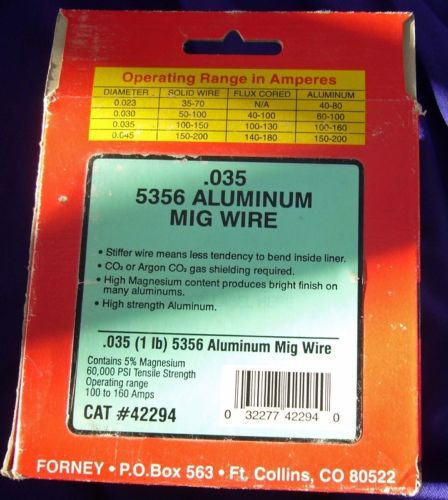 Operating Range in Amperes
DIAMETER SOLID WIRE FLUX CORED ALUMINUM
0.023 35-70 N/A 40-80
0.030 50-100 40-100 60-100
0.035 100-150 100-130 100-160
0.045 150-200 140-180 150-200
.035
5356 ALUMINUM
MIG WIRE
• Stiffer wire means less tendency to bend inside liner.
• CO₂ or Argon CO₂ gas shielding required.
• High Magnesium content produces bright finish on
many aluminums.
• High strength Aluminum.
.035 (1 lb) 5356 Aluminum Mig Wire
Contains 5% Magnesium
60,000 PSI Tensile Strength
Operating range
100 to 160 Amps
CAT #42294
0 32277 42294 0
FORNEY • P.O.Box 563 • Ft. Collins, CO 80522